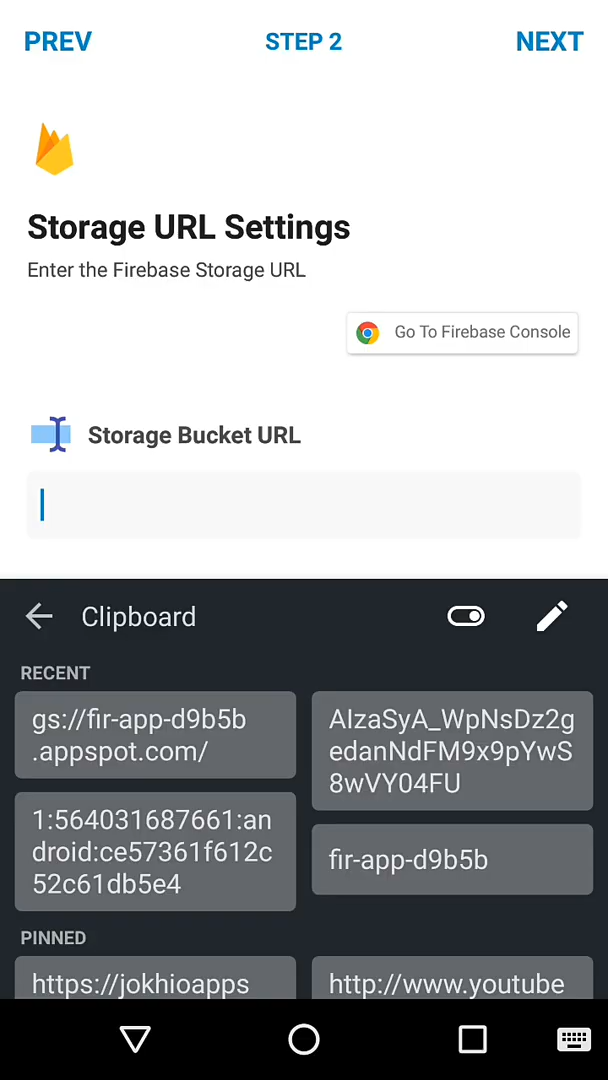 PREV STEP 2 NEXT
Storage URL Settings
Enter the Firebase Storage URL
Go To Firebase Console
Storage Bucket URL
Clipboard
RECENT
gs://fir-app-d9b5b
.appspot.com/
AIzaSyA_WpNsDz2g
edanNdFM9x9pYwS
8wVY04FU
1:564031687661:an
droid:ce57361f612c
52c61db5e4
fir-app-d9b5b
PINNED
https://jokhioapps
http://www.youtube